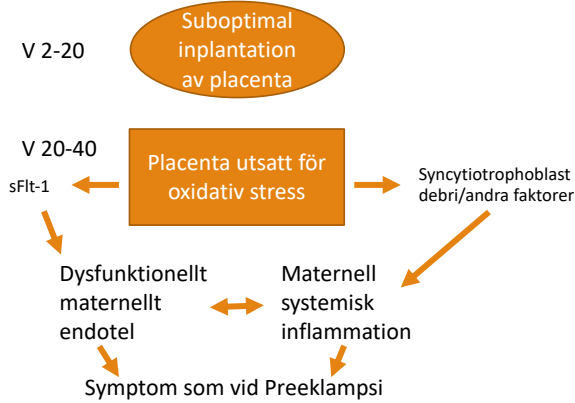 V 2-20
Suboptimal
inplantation
av placenta
V 20-40
sFlt-1
Placenta utsatt för
oxidativ stress
Syncytiotrophoblast
debri/andra faktorer
Dysfunktionellt
maternellt
endotel
Maternell
systemisk
inflammation
Symptom som vid Preeklampsi